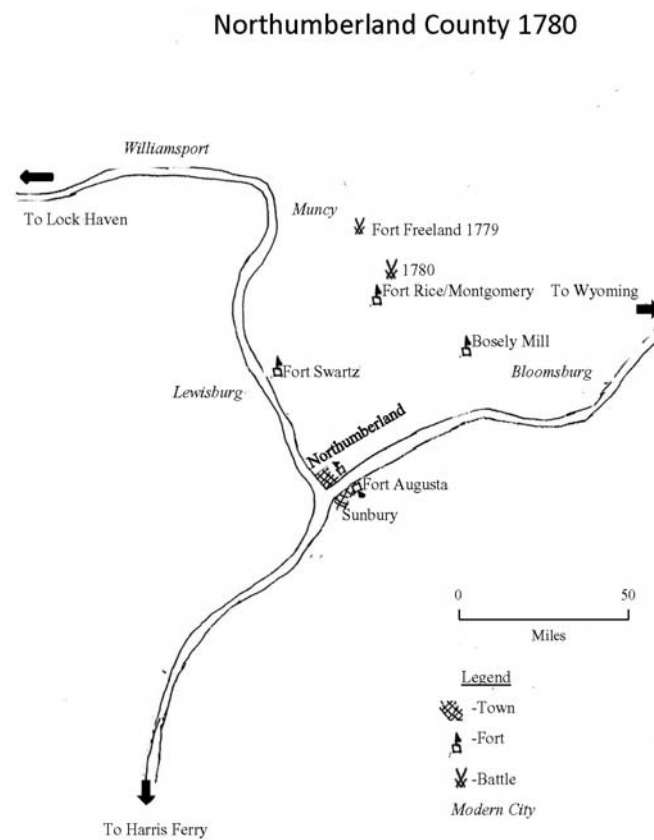 Northumberland County 1780
Williamsport
To Lock Haven
Muncy
Fort Freeland 1779
1780
Fort Rice/Montgomery
To Wyoming
Bosely Mill
Bloomsburg
Fort Swartz
Lewisburg
Northumberland
Fort Augusta
Sunbury
0 50
Miles
Legend
-Town
-Fort
-Battle
Modern City
To Harris Ferry